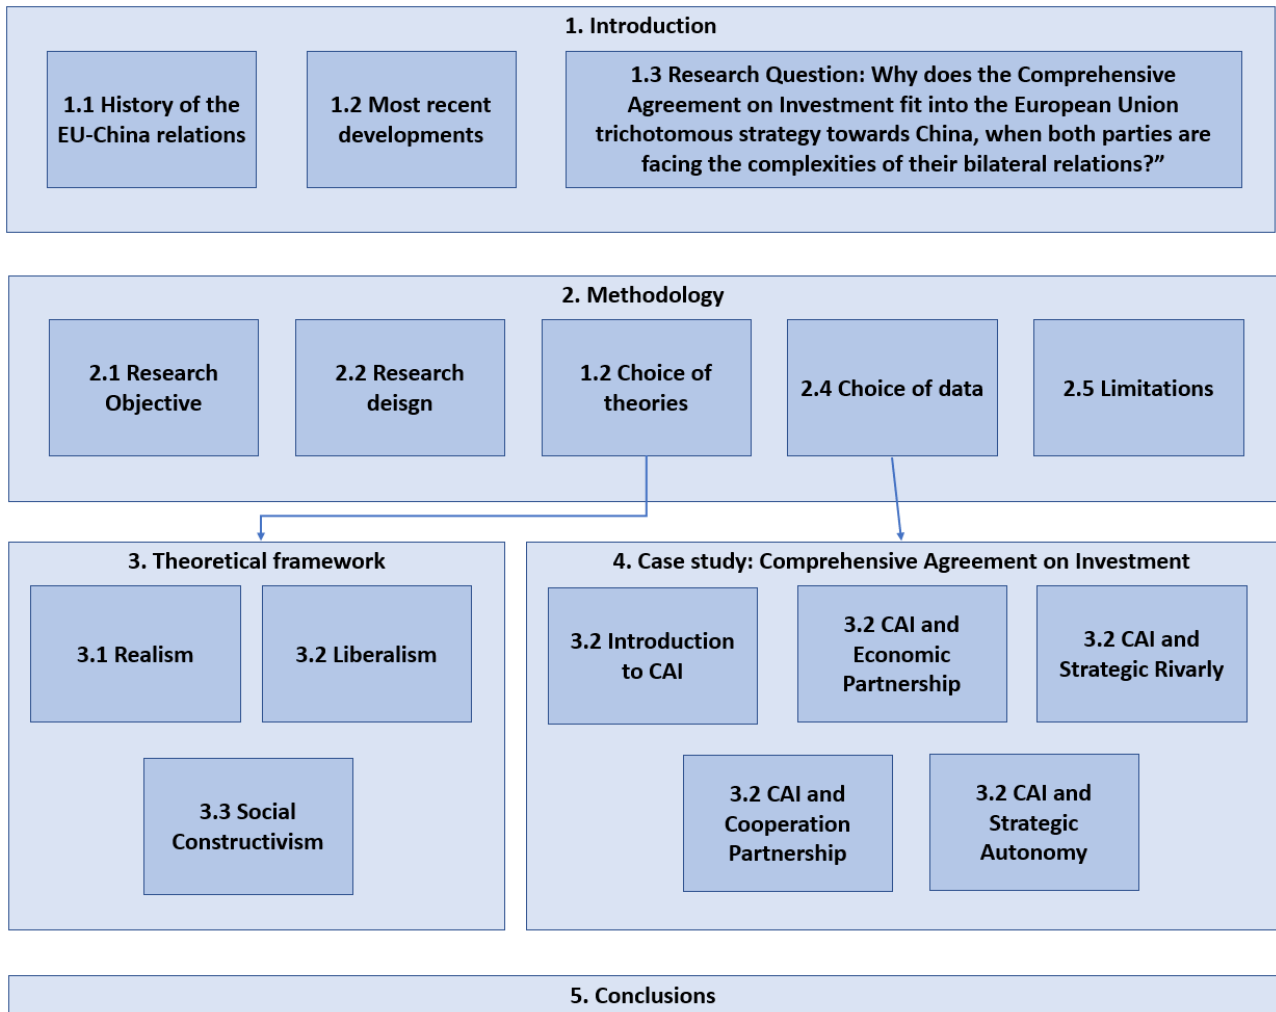 1. Introduction
1.1 History of the
EU-China relations
1.2 Most recent
developments
1.3 Research Question: Why does the Comprehensive
Agreement on Investment fit into the European Union
trichotomous strategy towards China, when both parties are
facing the complexities of their bilateral relations?”
2. Methodology
2.1 Research
Objective
2.2 Research
deisgn
1.2 Choice of
theories
2.4 Choice of data
2.5 Limitations
3. Theoretical framework
3.1 Realism
3.2 Liberalism
3.3 Social
Constructivism
4. Case study: Comprehensive Agreement on Investment
3.2 Introduction
to CAI
3.2 CAI and
Economic
Partnership
3.2 CAI and
Strategic Rivarly
3.2 CAI and
Cooperation
Partnership
3.2 CAI and
Strategic
Autonomy
5. Conclusions